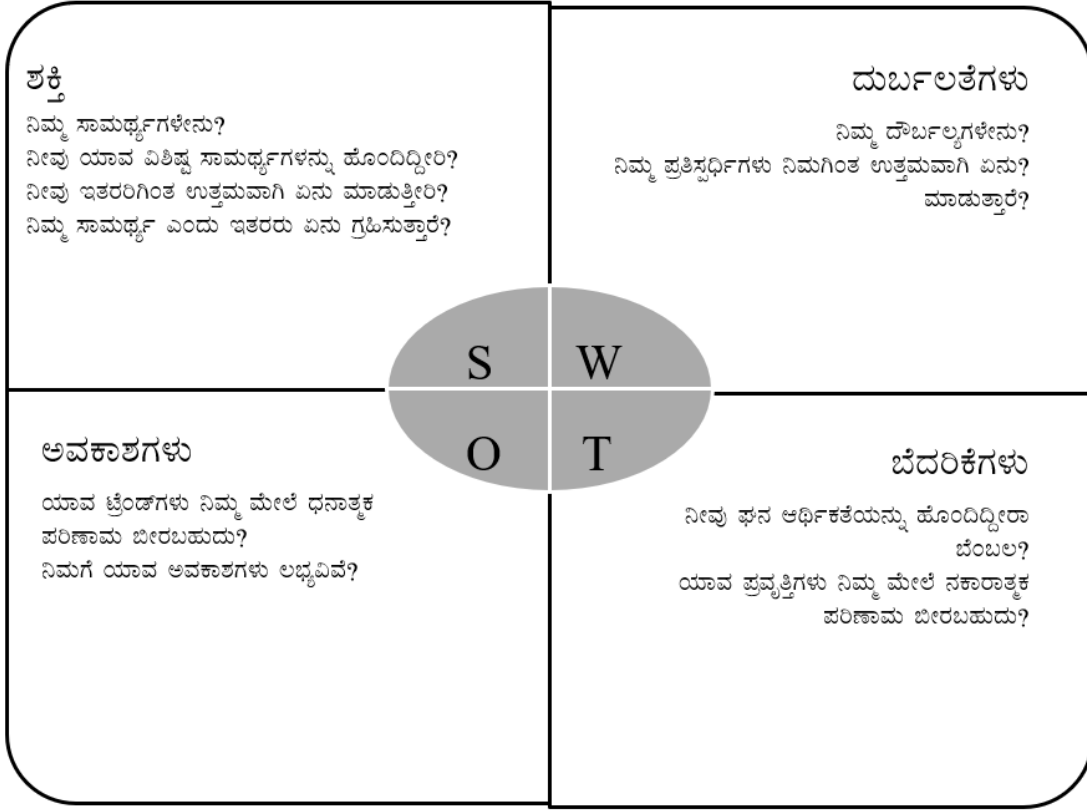 ಶಕ್ತಿ
ನಿಮ್ಮ ಸಾಮರ್ಥ್ಯಗಳೇನು?
ನೀವು ಯಾವ ವಿಶಿಷ್ಟ ಸಾಮರ್ಥ್ಯಗಳನ್ನು ಹೊಂದಿದ್ದೀರಿ?
ನೀವು ಇತರರಿಗಿಂತ ಉತ್ತಮವಾಗಿ ಏನು ಮಾಡುತ್ತೀರಿ?
ನಿಮ್ಮ ಸಾಮರ್ಥ್ಯ ಎಂದು ಇತರರು ಏನು ಗ್ರಹಿಸುತ್ತಾರೆ?
ದುರ್ಬಲತೆಗಳು
ನಿಮ್ಮ ದೌರ್ಬಲ್ಯಗಳೇನು?
ನಿಮ್ಮ ಪ್ರತಿಸ್ಪರ್ಧಿಗಳು ನಿಮಗಿಂತ ಉತ್ತಮವಾಗಿ ಏನು?
ಮಾಡುತ್ತಾರೆ?
S W
O T
ಅವಕಾಶಗಳು
ಯಾವ ಟ್ರೆಂಡ್‌ಗಳು ನಿಮ್ಮ ಮೇಲೆ ಧನಾತ್ಮಕ
ಪರಿಣಾಮ ಬೀರಬಹುದು?
ನಿಮಗೆ ಯಾವ ಅವಕಾಶಗಳು ಲಭ್ಯವಿವೆ?
ಬೆದರಿಕೆಗಳು
ನೀವು ಘನ ಆರ್ಥಿಕತೆಯನ್ನು ಹೊಂದಿದ್ದೀರಾ
ಬೆಂಬಲ?
ಯಾವ ಪ್ರವೃತ್ತಿಗಳು ನಿಮ್ಮ ಮೇಲೆ ನಕಾರಾತ್ಮಕ
ಪರಿಣಾಮ ಬೀರಬಹುದು?